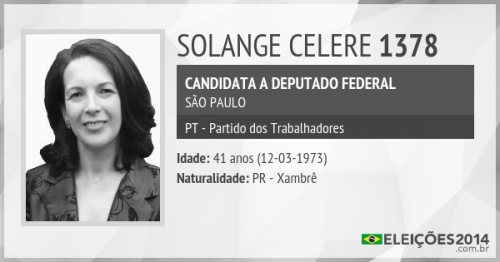 SOLANGE CELERE 1378
CANDIDATA A DEPUTADO FEDERAL
SÃO PAULO
PT - Partido dos Trabalhadores
Idade: 41 anos (12-03-1973)
Naturalidade: PR - Xambrê
ELEIÇÕES2014
.com.br